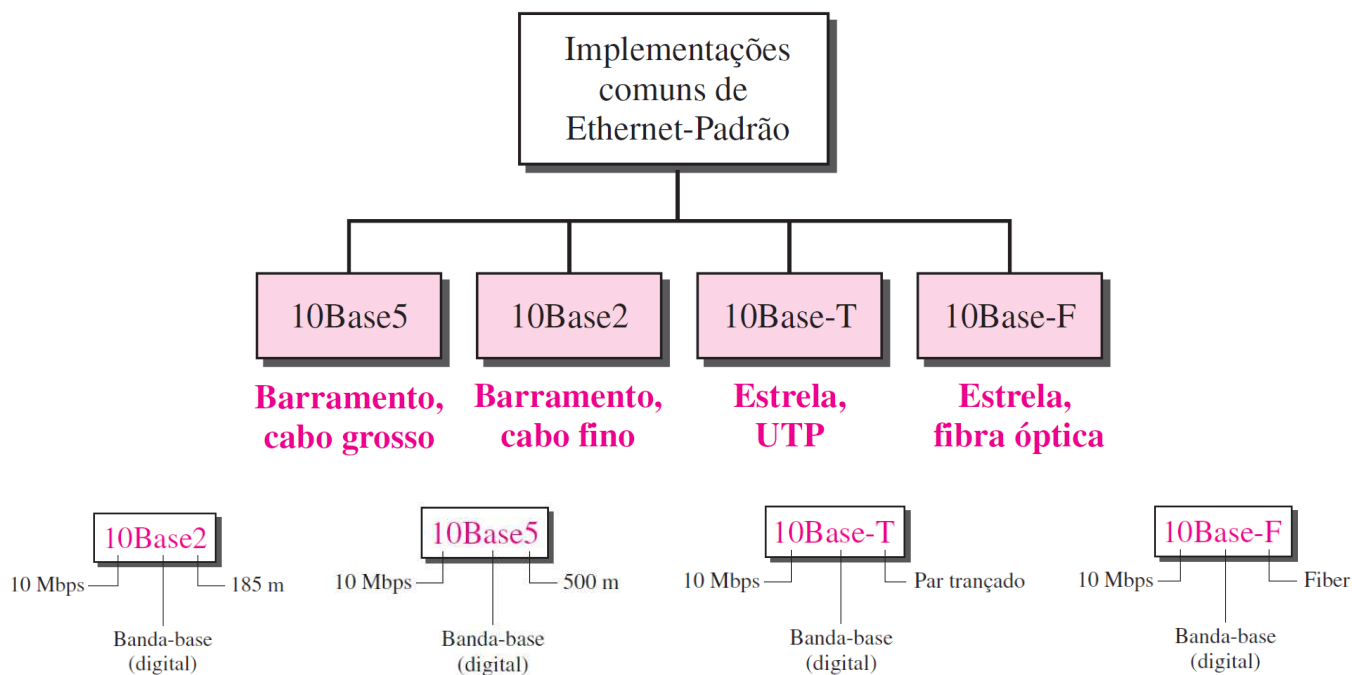 Implementações
comuns de
Ethernet-Padrão
10Base5
10Base2
10Base-T
10Base-F
Barramento,
cabo grosso
Barramento,
cabo fino
Estrela,
UTP
Estrela,
fibra óptica
10Base2
10 Mbps
185 m
Banda-base
(digital)
10Base5
10 Mbps
500 m
Banda-base
(digital)
10Base-T
10 Mbps
Par trançado
Banda-base
(digital)
10Base-F
10 Mbps
Fiber
Banda-base
(digital)